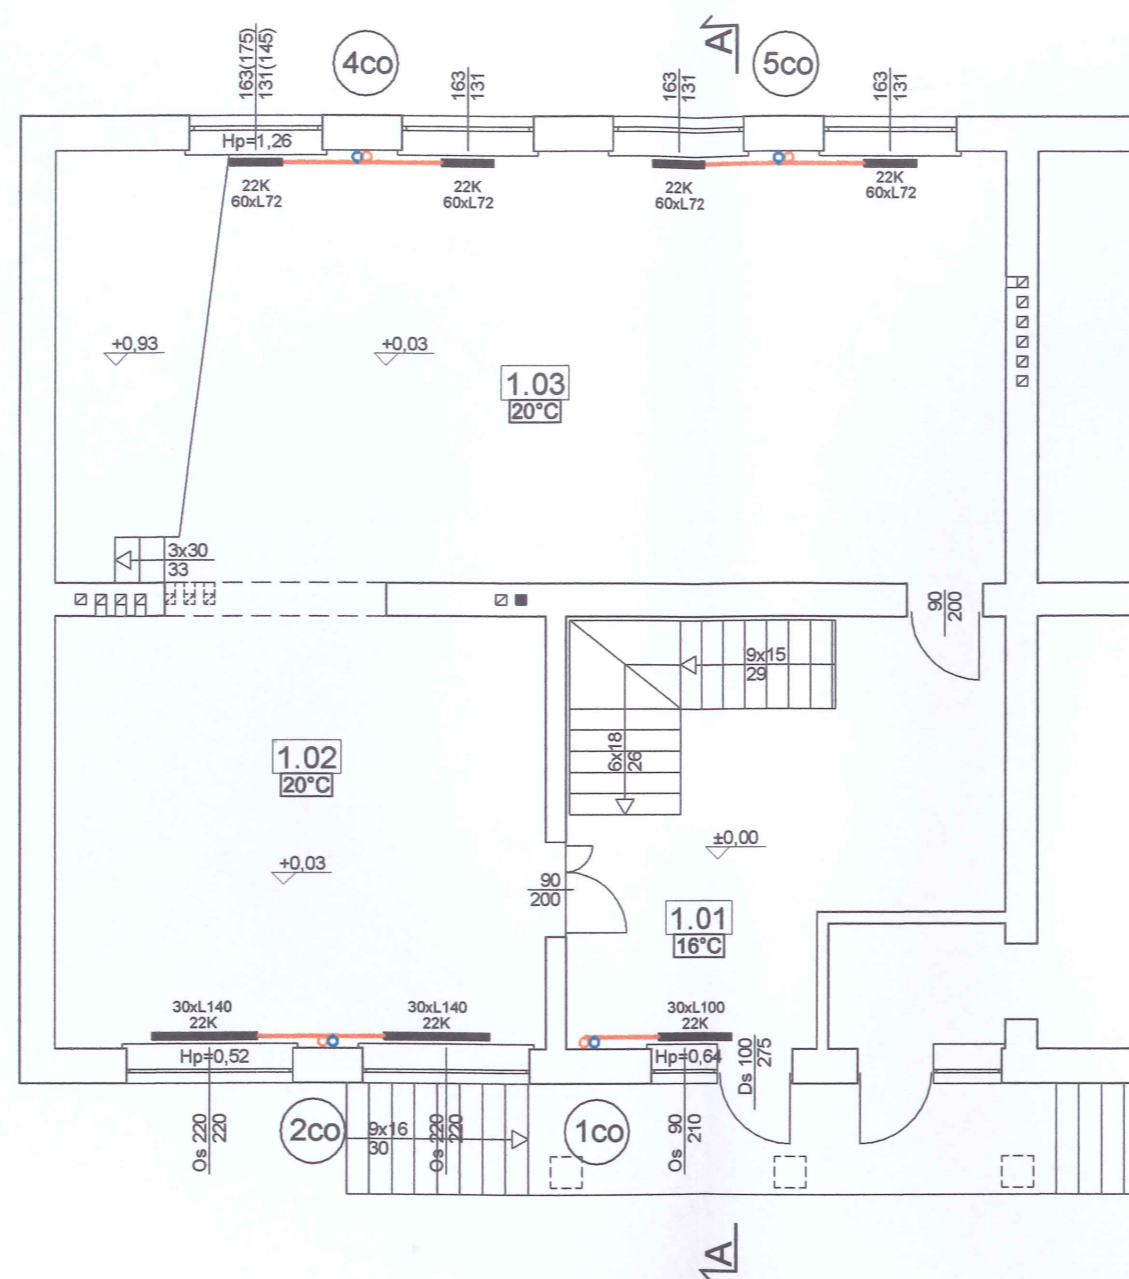 163(175)
131(145)
4co
163
131
163
131
A
5co
163
131
Hp=1,26
22K
60xL72
22K
60xL72
22K
60xL72
22K
60xL72
+0,93
+0,03
1.03
20°C
3x30
33
90
200
9x15
29
6x18
26
1.02
20°C
+0,03
±0,00
90
200
1.01
16°C
30xL140
22K
30xL140
22K
30xL100
22K
Hp=0,52
Hp=0,64
Ds 100
275
Os 220
220
2co
9x16
30
Os 220
220
1co
Os 90
210
A